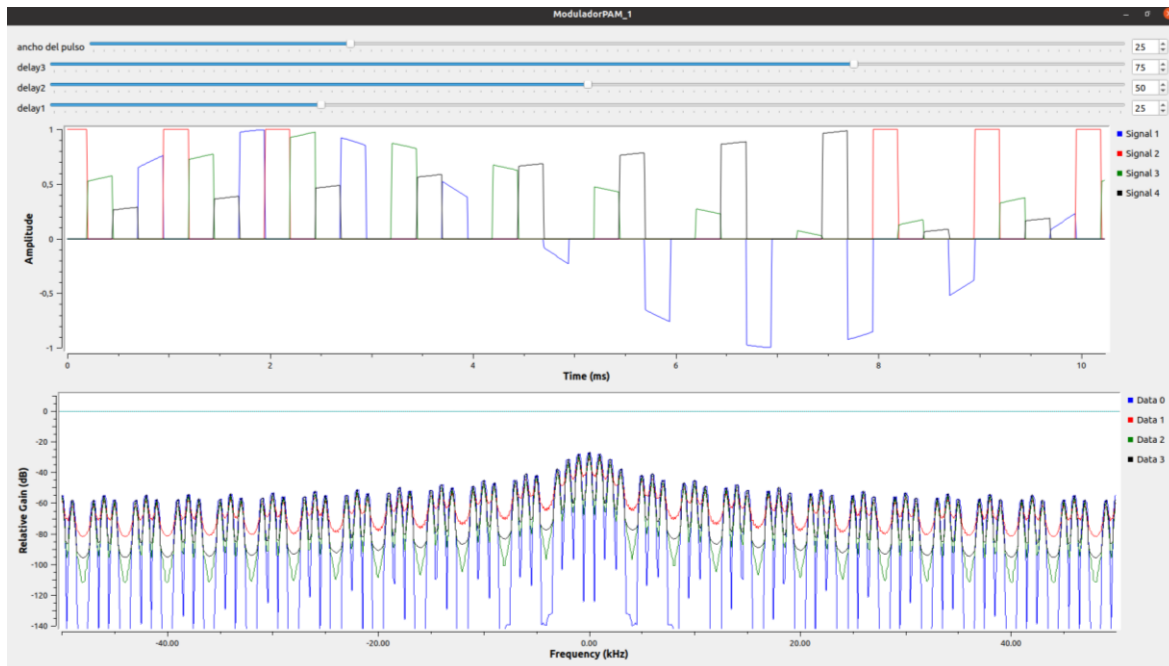 ModuladorPAM_1
ancho del pulso 25
delay3 75
delay2 50
delay1 25
1
0,5
0
-0,5
-1
Amplitude
0 2 4 6 8 10
Time (ms)
Signal 1
Signal 2
Signal 3
Signal 4
0
-20
-40
-60
-80
-100
-120
-140
Relative Gain (dB)
-40.00 -20.00 0.00 20.00 40.00
Frequency (kHz)
Data 0
Data 1
Data 2
Data 3